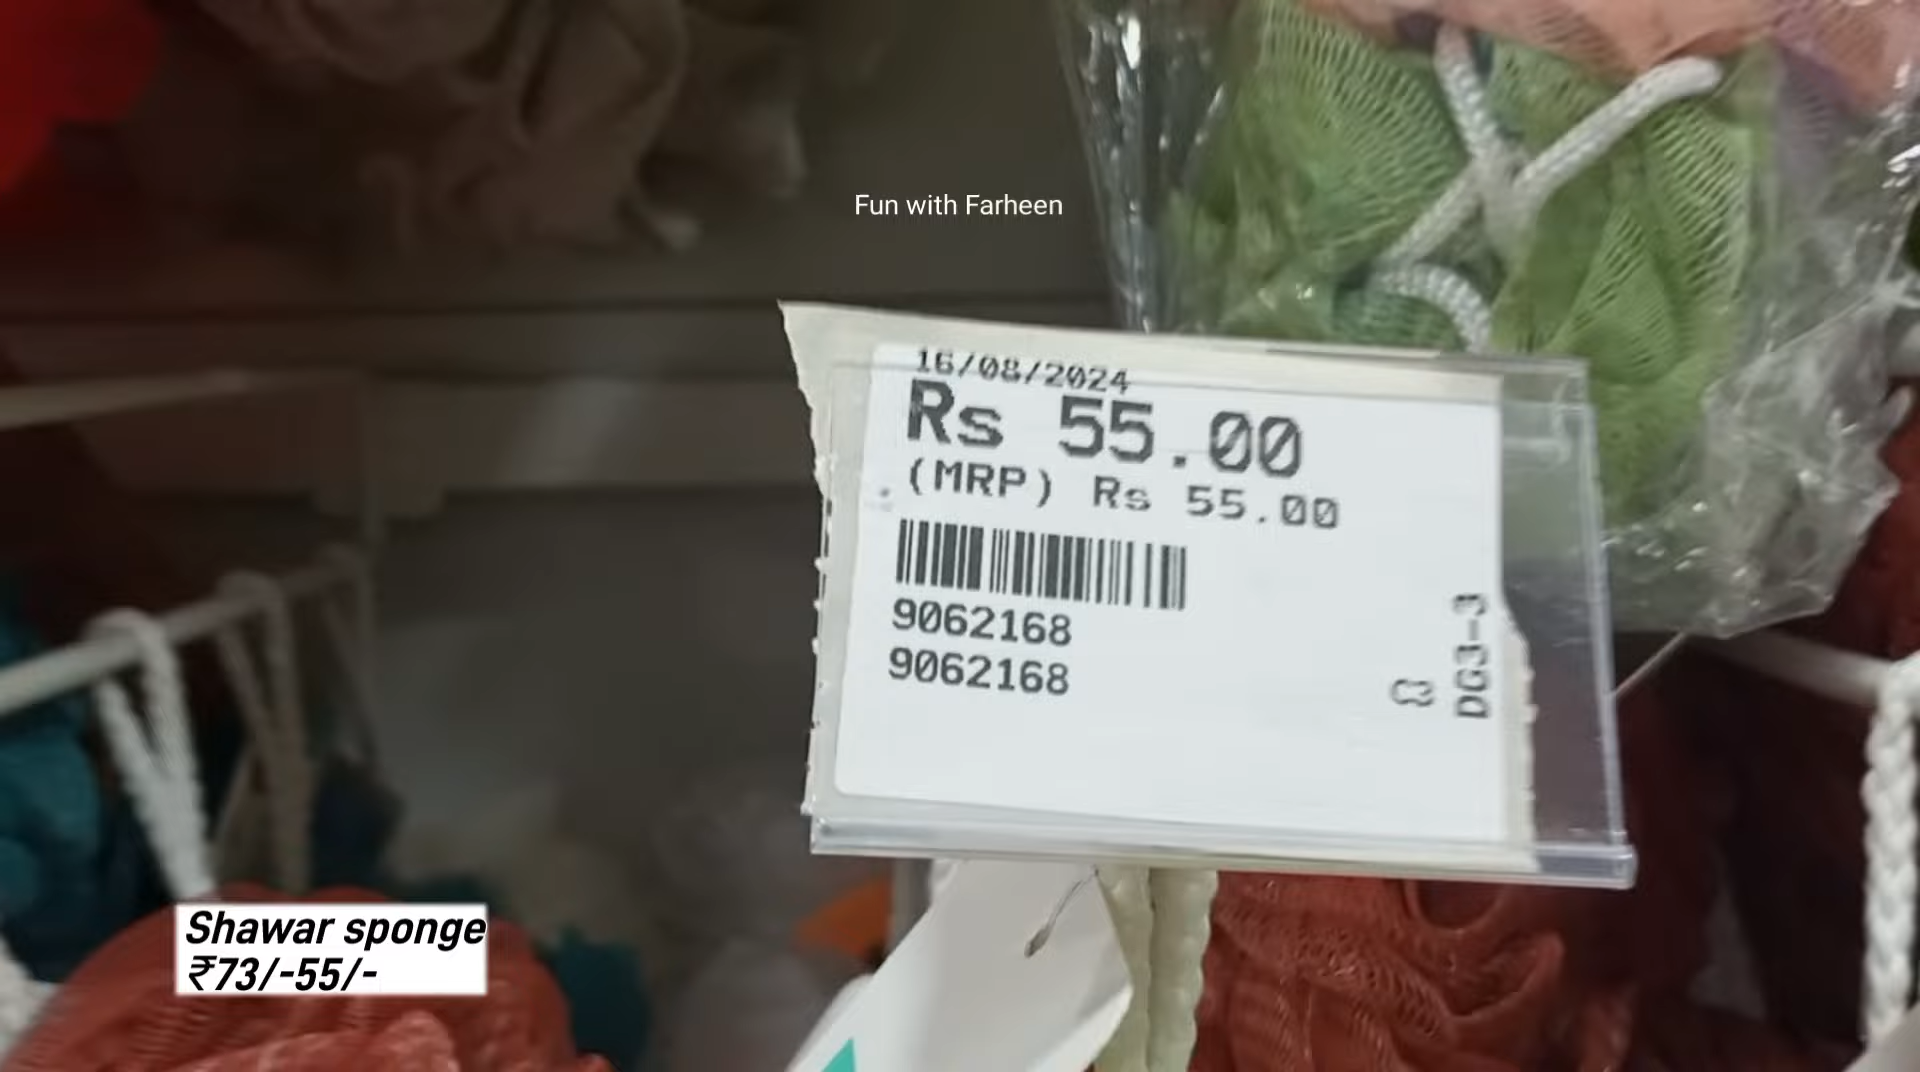 Fun with Farheen
16/08/2024
Rs 55.00
(MRP) Rs 55.00
9062168
9062168
C3
DG3-3
Shawar sponge
₹73/-55/-